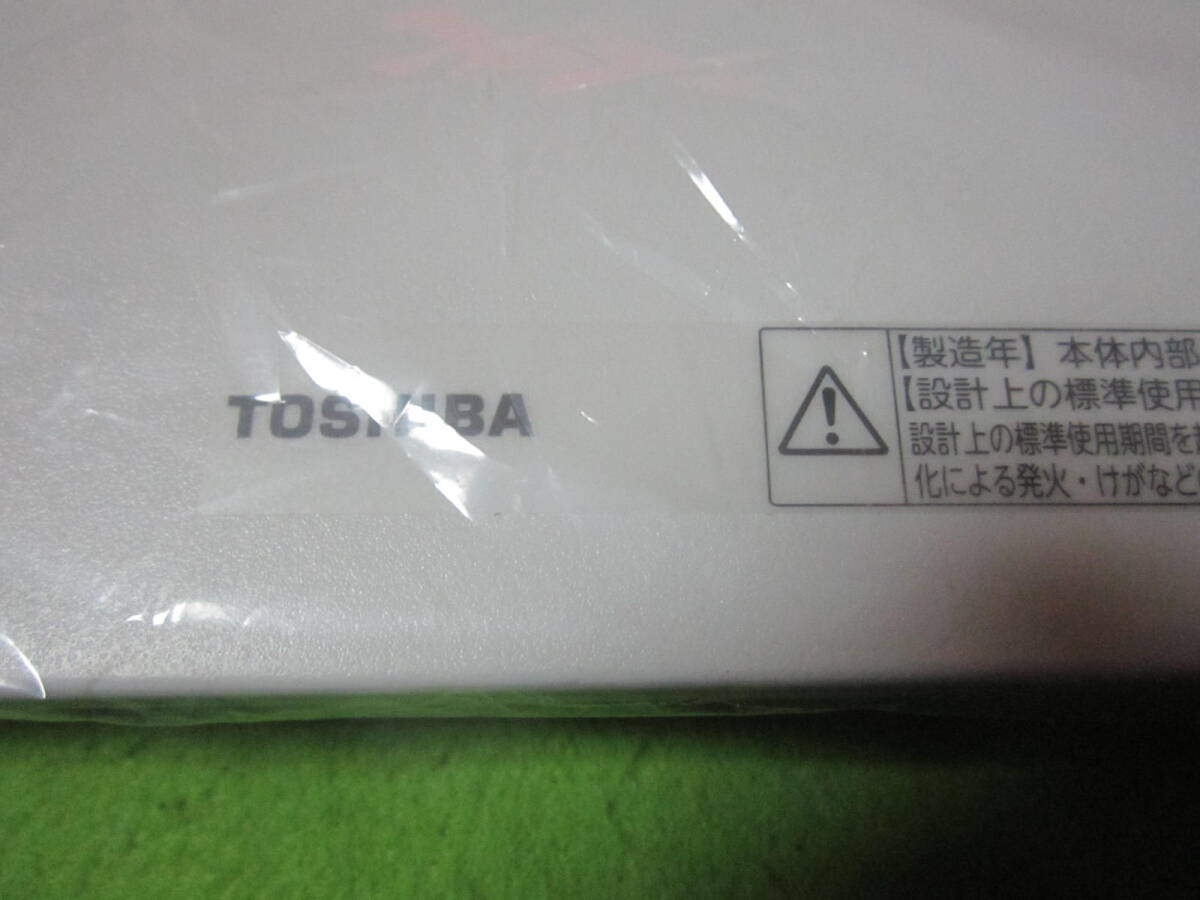 TOSHIBA
【製造年】本体内部
【設計上の標準使用
設計上の標準使用期間を
化による発火・けがなど